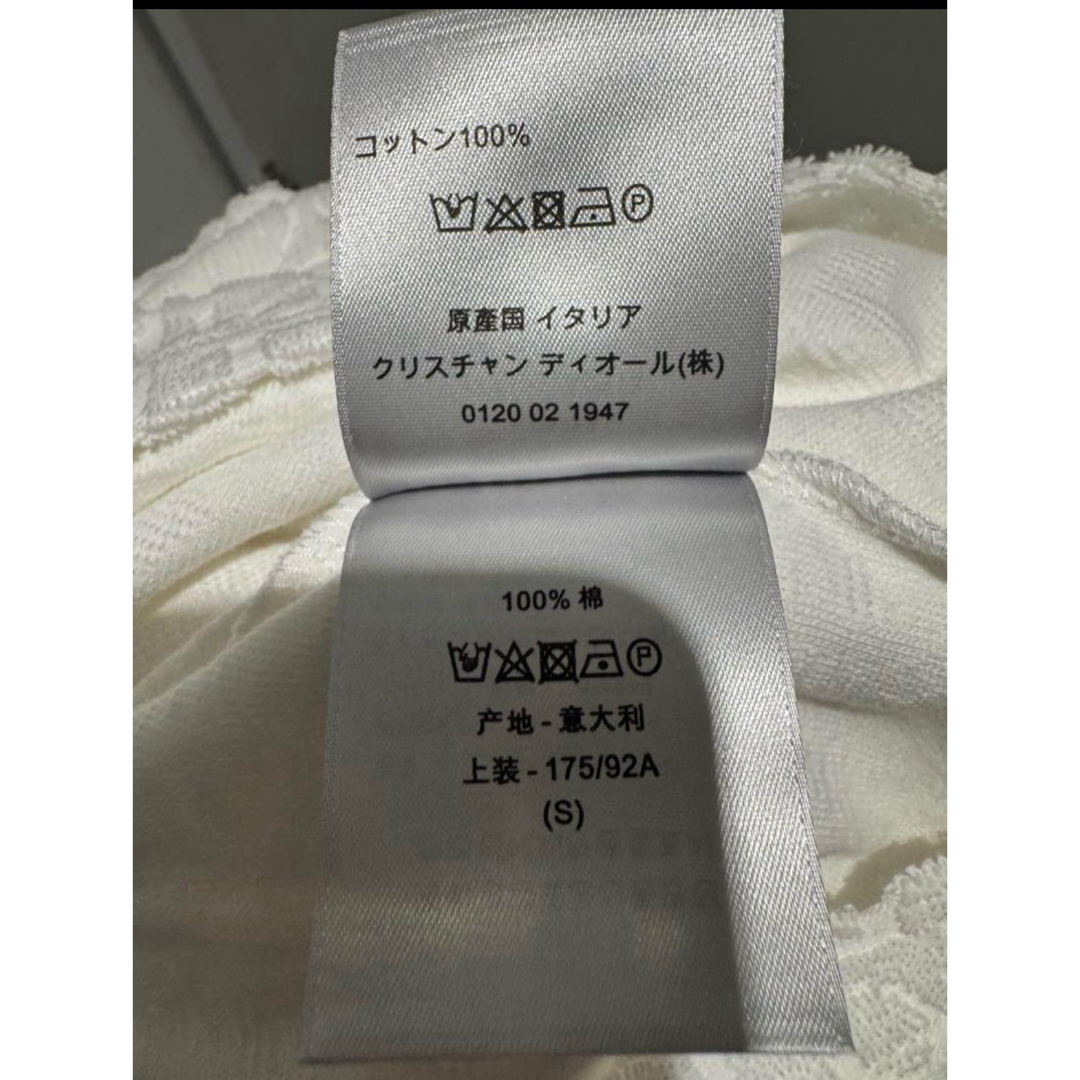 コットン100%
P
原産国 イタリア
クリスチャン ディオール(株)
0120 02 1947
100% 棉
P
产地 - 意大利
上装 - 175/92A
(S)